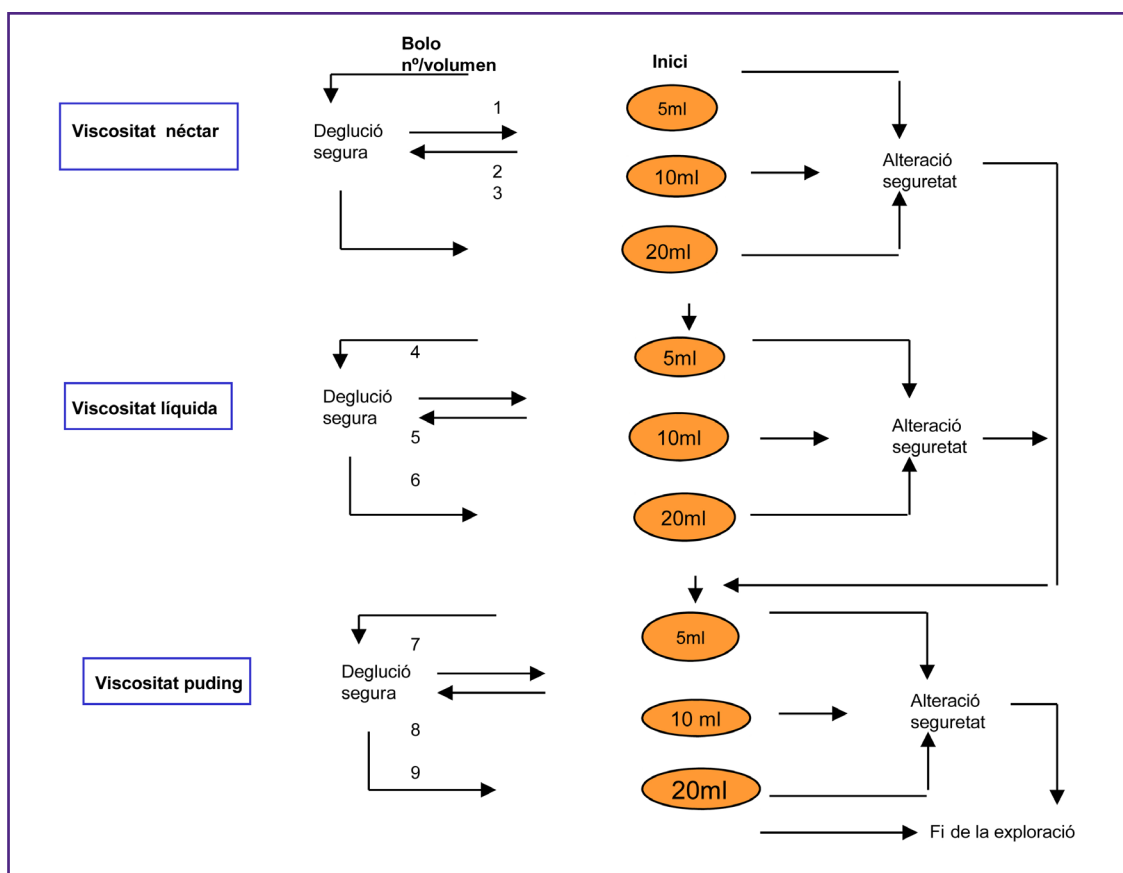 Bolo
nº/volumen
Inici
Viscositat néctar
Deglució
segura
1
2
3
5ml
10ml
20ml
Alteració
seguretat
Viscositat líquida
4
Deglució
segura
5
6
5ml
10ml
20ml
Alteració
seguretat
Viscositat puding
7
Deglució
segura
8
9
5ml
10 ml
20ml
Alteració
seguretat
Fi de la exploració